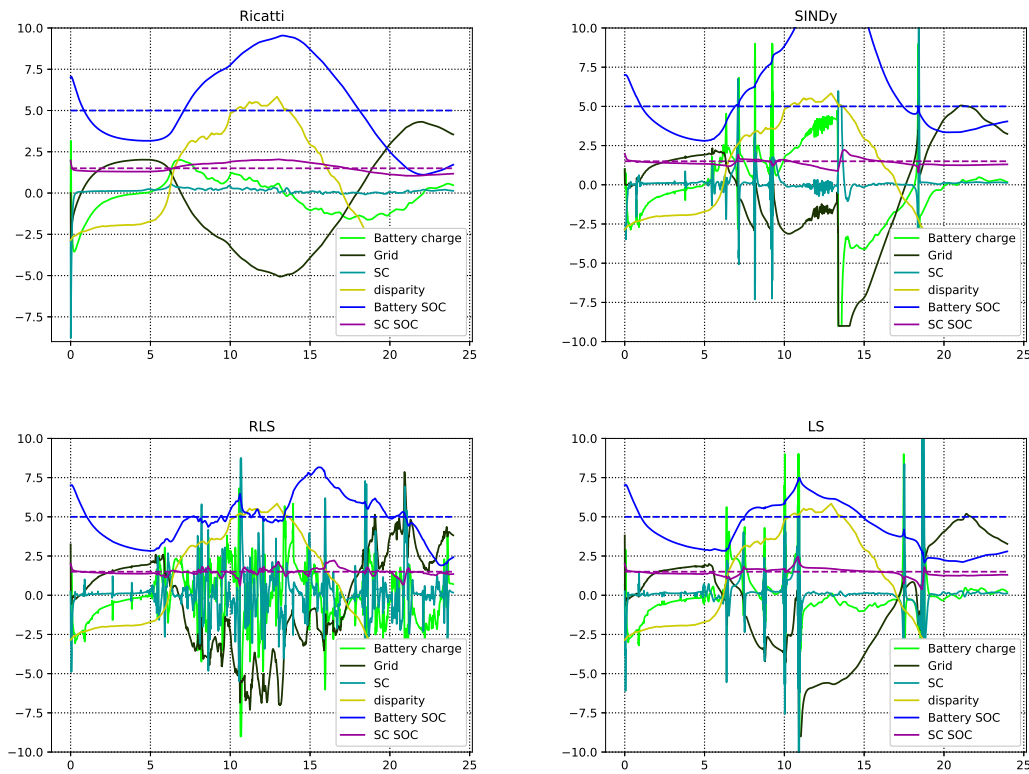 Ricatti
10.0
7.5
5.0
2.5
0.0
−2.5
−5.0
−7.5
0 5 10 15 20 25
Battery charge
Grid
SC
disparity
Battery SOC
SC SOC
SINDy
10.0
7.5
5.0
2.5
0.0
−2.5
−5.0
−7.5
−10.0
0 5 10 15 20 25
Battery charge
Grid
SC
disparity
Battery SOC
SC SOC
RLS
10.0
7.5
5.0
2.5
0.0
−2.5
−5.0
−7.5
−10.0
0 5 10 15 20 25
Battery charge
Grid
SC
disparity
Battery SOC
SC SOC
LS
10.0
7.5
5.0
2.5
0.0
−2.5
−5.0
−7.5
−10.0
0 5 10 15 20 25
Battery charge
Grid
SC
disparity
Battery SOC
SC SOC